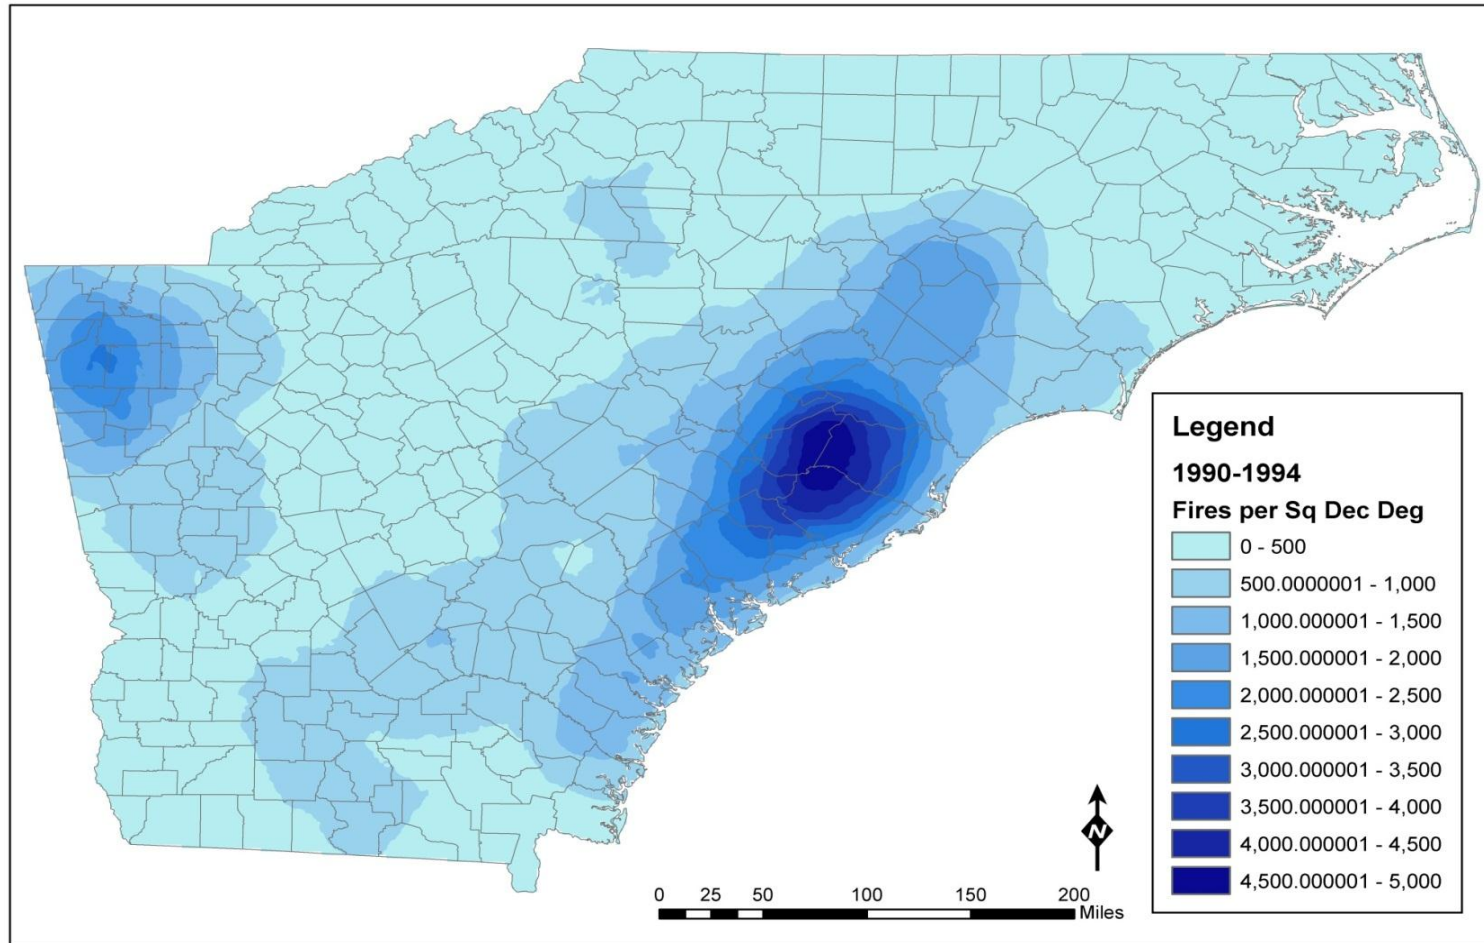 Legend
1990-1994
Fires per Sq Dec Deg
0 - 500
500.0000001 - 1,000
1,000.000001 - 1,500
1,500.000001 - 2,000
2,000.000001 - 2,500
2,500.000001 - 3,000
3,000.000001 - 3,500
3,500.000001 - 4,000
4,000.000001 - 4,500
4,500.000001 - 5,000
N
0 25 50 100 150 200
Miles